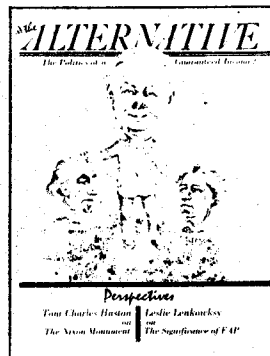 the
ALTERNATIVE
The Politics of a Guaranteed Income?
Perspectives
Tom Charles Huston
on
The Nixon Monument
Leslie Lenkowsky
on
The Significance of FAP